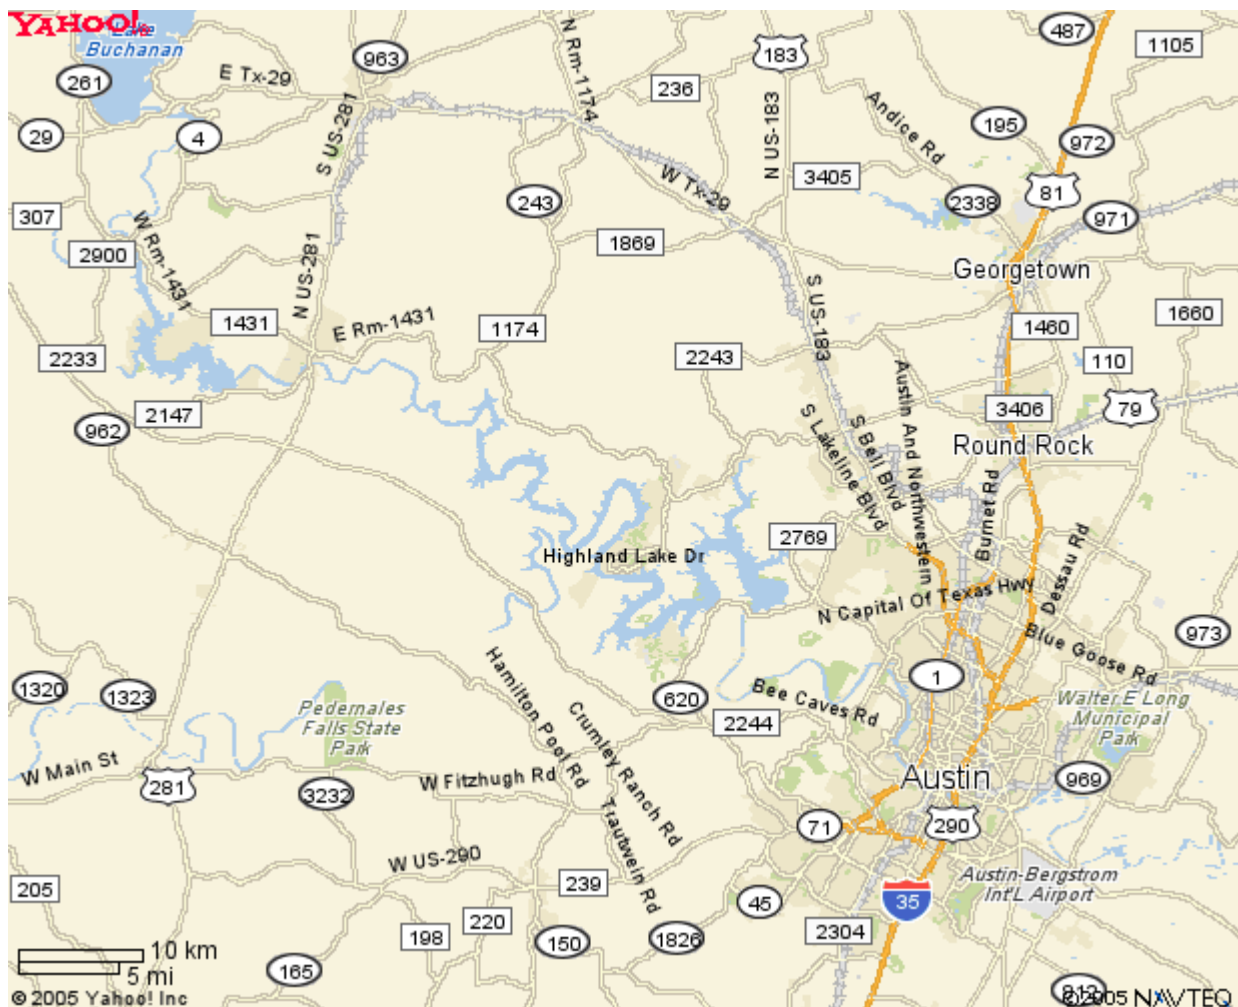 YAHOO!
Lake
Buchanan
963
487
1105
183
261
E Tx-29
N Rm-1174
236
29
4
S US-281
N US-183
Andice Rd
195
972
W Tx-29
3405
2338
81
971
307
243
W Rm-1431
2900
1869
N US-281
Georgetown
1431
E Rm-1431
1174
S US-183
1460
1660
2233
2243
110
Austin And Northwestern
2147
962
S Lakeline Blvd
S Bell Blvd
3406
79
Round Rock
Burnet Rd
2769
Highland Lake Dr
Dessau Rd
N Capital Of Texas Hwy
Blue Goose Rd
973
1320
1323
Hamilton Pool Rd
Crumley Ranch Rd
620
1
Bee Caves Rd
2244
Pedernales
Falls State
Park
Walter E Long
Municipal
Park
W Main St
281
3232
W Fitzhugh Rd
Austin
969
Trautwein Rd
71
290
W US-290
205
239
45
35
Austin-Bergstrom
Int'L Airport
220
198
150
1826
2304
10 km
5 mi
165
812
© 2005 Yahoo! Inc
©2005 NAVTEQ